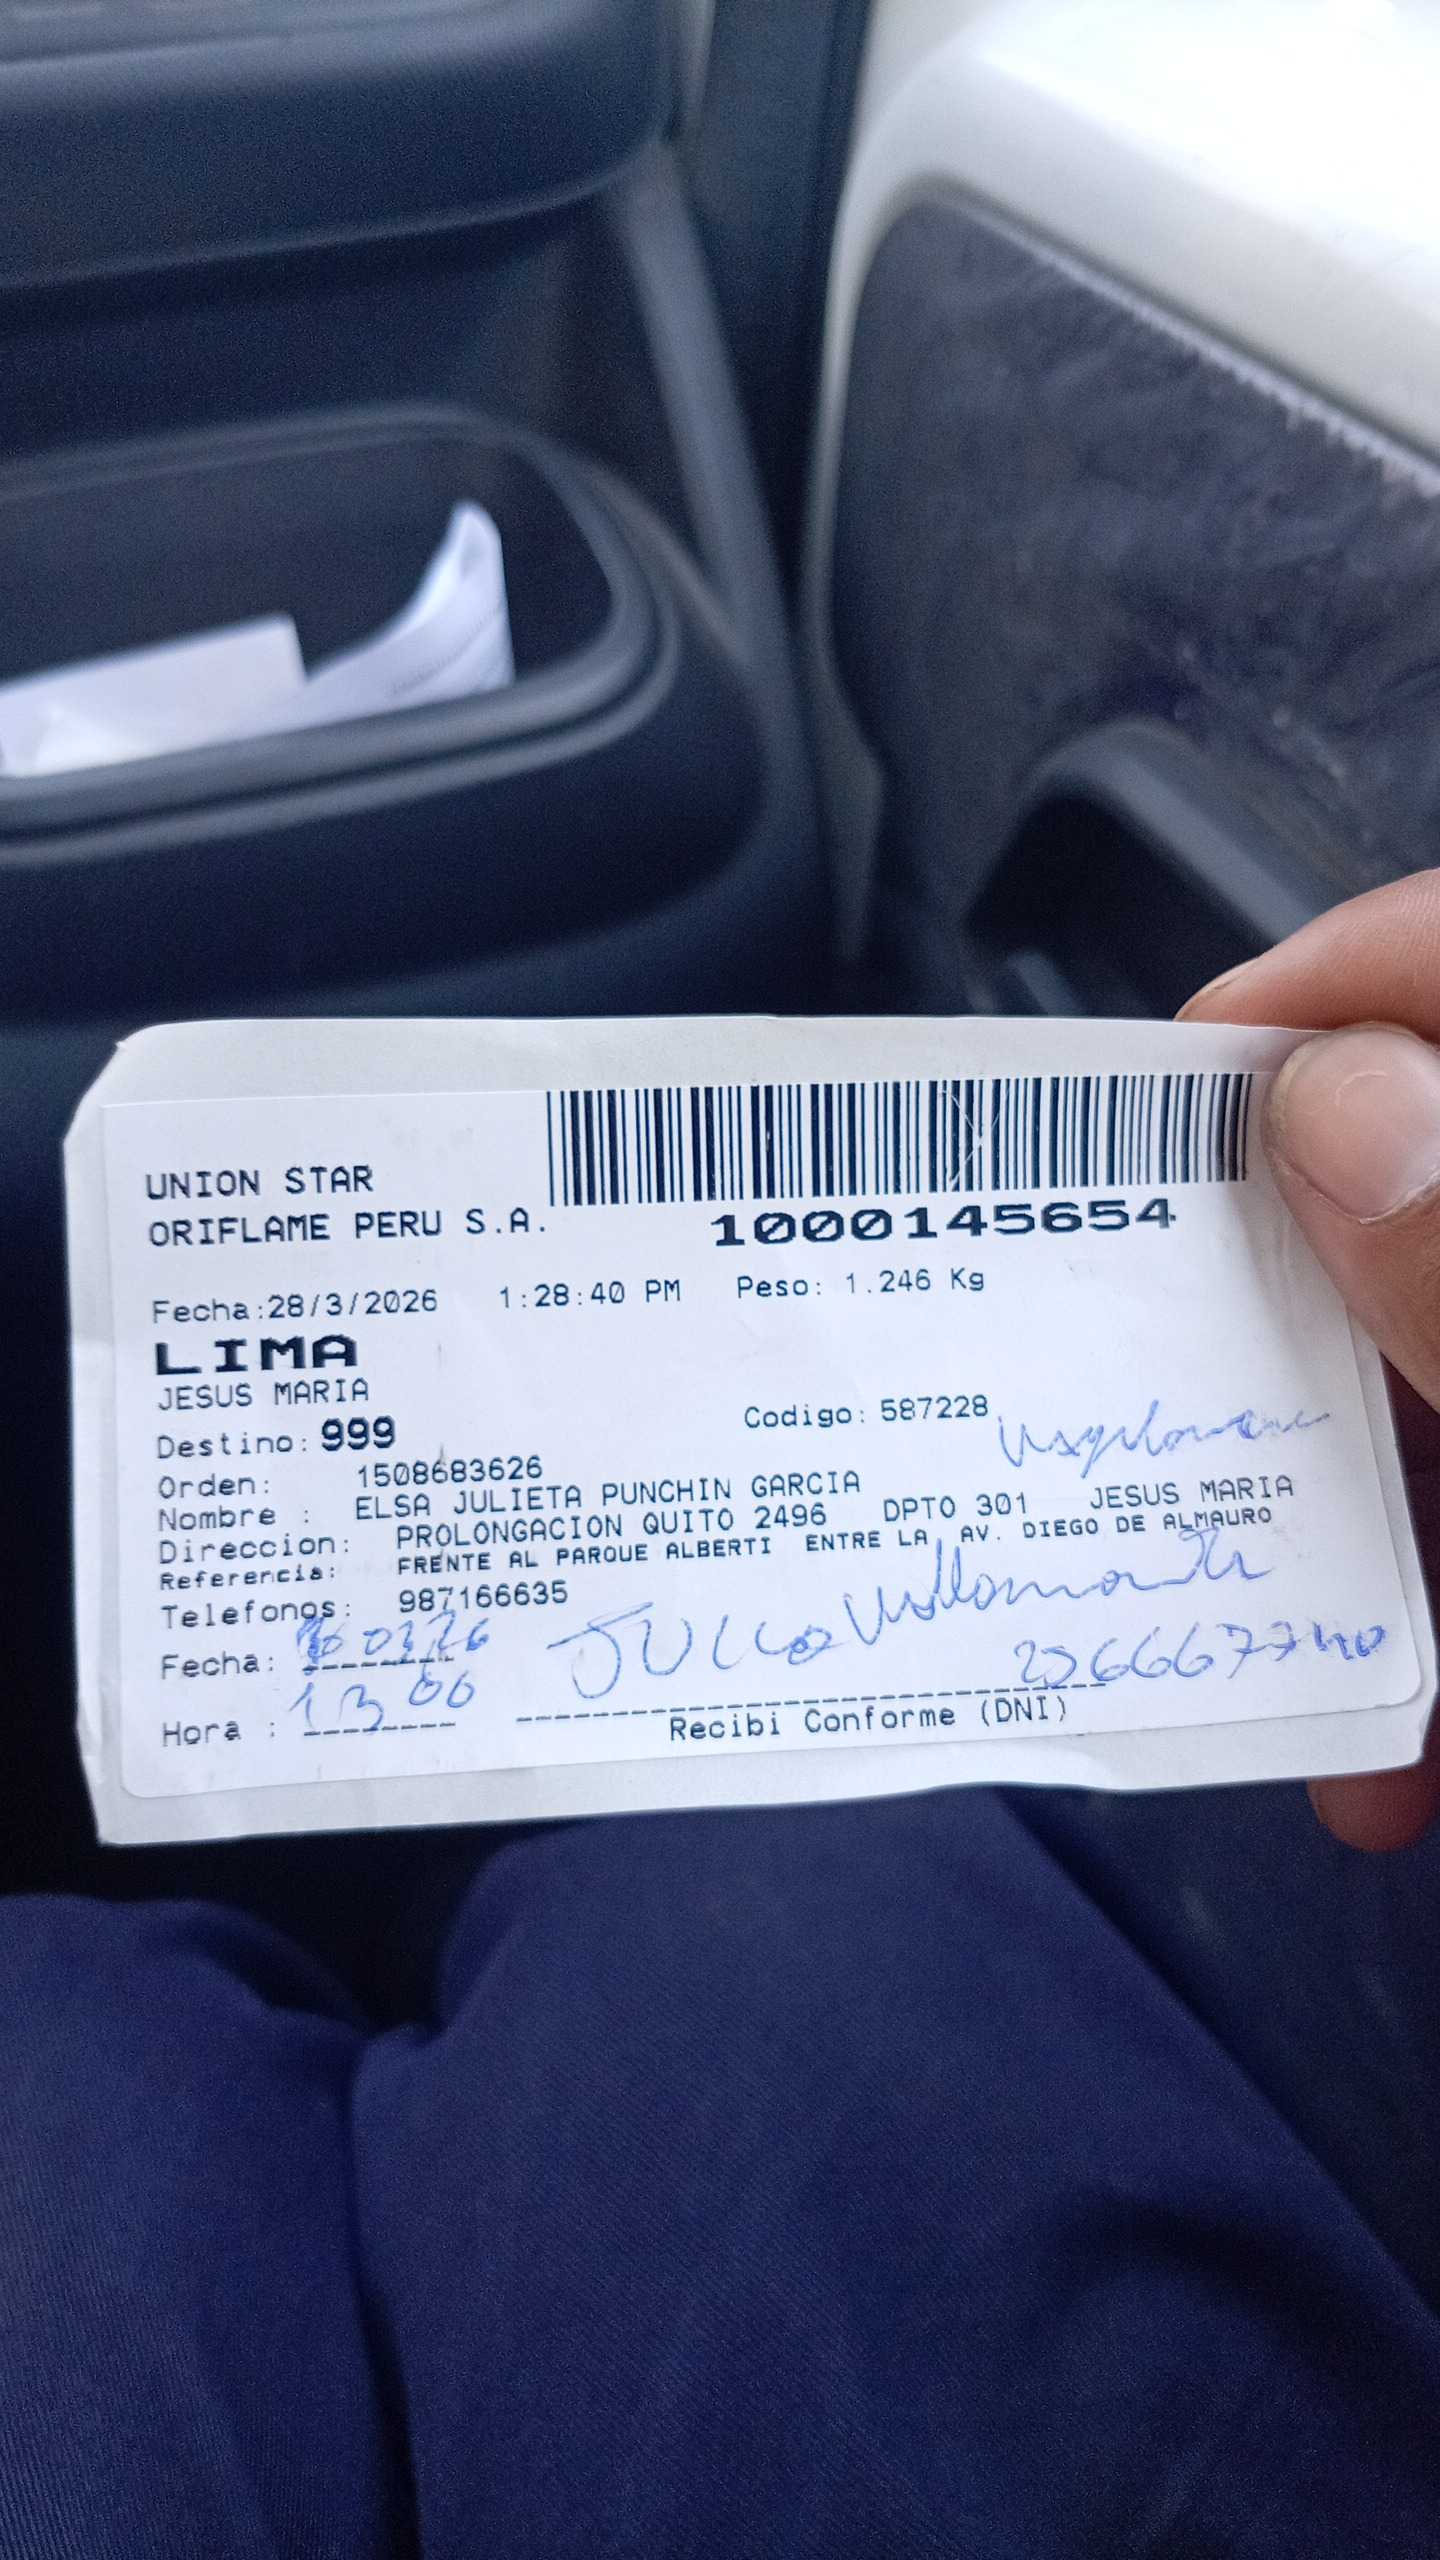 UNION STAR
ORIFLAME PERU S.A.
1000145654
Fecha:28/3/2026 1:28:40 PM Peso: 1.246 Kg
LIMA
JESUS MARIA
Destino: 999 Codigo: 587228
Orden: 1508683626
Nombre : ELSA JULIETA PUNCHIN GARCIA
Direccion: PROLONGACION QUITO 2496 DPTO 301 JESUS MARIA
Referencia: FRENTE AL PARQUE ALBERTI ENTRE LA AV. DIEGO DE ALMAURO
Telefonos: 987166635
Fecha: 03 26
Hora : 13 00
Recibi Conforme (DNI)